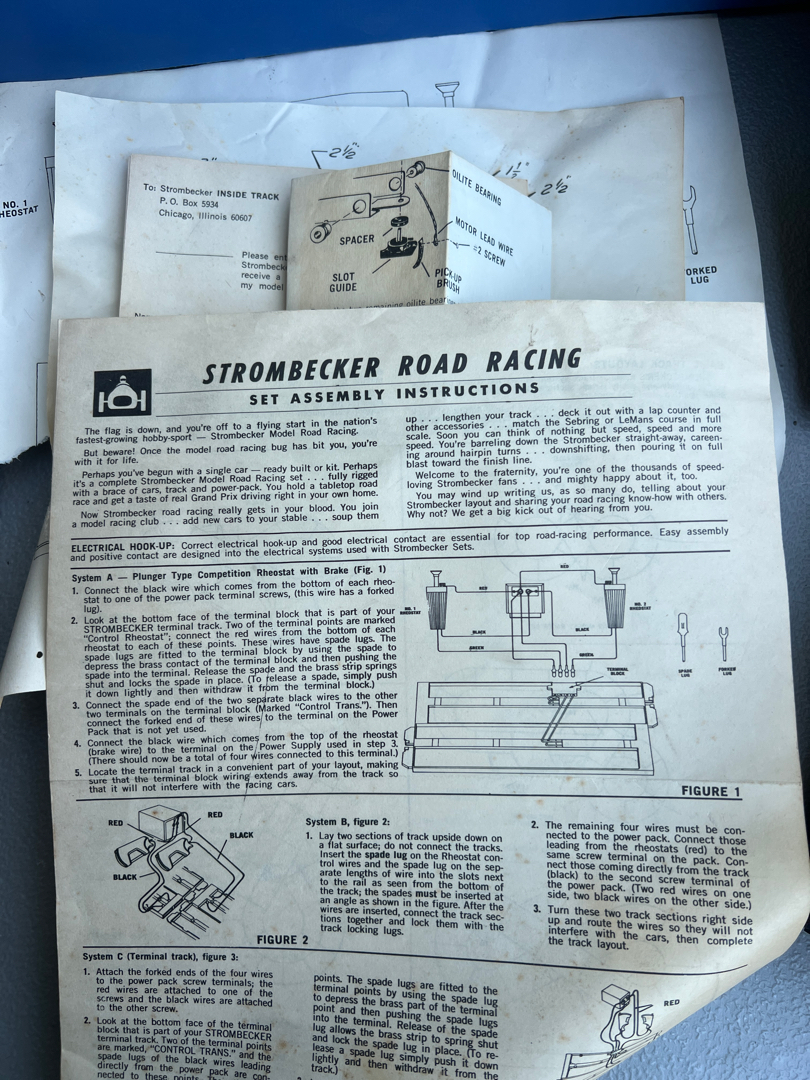 2½"
1½"
2½"
NO. 1
RHEOSTAT
To: Strombecker INSIDE TRACK
P. O. Box 5934
Chicago, Illinois 60607
Please
Strombeck
receive a
my model
OILITE BEARING
MOTOR LEAD WIRE
#2 SCREW
SPACER
SLOT
GUIDE
PICK-UP
BRUSH
remaining oilite
FORKED
LUG
STROMBECKER ROAD RACING
SET ASSEMBLY INSTRUCTIONS
The flag is down, and you're off to a flying start in the nation's
fastest-growing hobby-sport — Strombecker Model Road Racing.
But beware! Once the model road racing bug has bit you, you're
with it for life.
Perhaps you've begun with a single car — ready built or kit. Perhaps
it's a complete Strombecker Model Road Racing set . . . fully rigged
with a brace of cars, track and power-pack. You hold a tabletop road
race and get a taste of real Grand Prix driving right in your own home.
Now Strombecker road racing really gets in your blood. You join
a model racing club . . . add new cars to your stable . . . soup them
up . . . lengthen your track . . . deck it out with a lap counter and
other accessories . . . match the Sebring or LeMans course in full
scale. Soon you can think of nothing but speed, speed and more
speed. You're barreling down the Strombecker straight-away, careen-
ing around hairpin turns . . . downshifting, then pouring it on full
blast toward the finish line.
Welcome to the fraternity, you're one of the thousands of speed-
loving Strombecker fans . . . and mighty happy about it, too.
You may wind up writing us, as so many do, telling about your
Strombecker layout and sharing your road racing know-how with others.
Why not? We get a big kick out of hearing from you.
ELECTRICAL HOOK-UP: Correct electrical hook-up and good electrical contact are essential for top road-racing performance. Easy assembly
and positive contact are designed into the electrical systems used with Strombecker Sets.
System A — Plunger Type Competition Rheostat with Brake (Fig. 1)
1. Connect the black wire which comes from the bottom of each rheo-
stat to one of the power pack terminal screws, (this wire has a forked
lug).
2. Look at the bottom face of the terminal block that is part of your
STROMBECKER terminal track. Two of the terminal points are marked
"Control Rheostat"; connect the red wires from the bottom of each
rheostat to each of these points. These wires have spade lugs. The
spade lugs are fitted to the terminal block by using the spade to
depress the brass contact of the terminal block and then pushing the
spade into the terminal. Release the spade and the brass strip springs
shut and locks the spade in place. (To release a spade, simply push
it down lightly and then withdraw it from the terminal block.)
3. Connect the spade end of the two separate black wires to the other
two terminals on the terminal block (Marked "Control Trans."). Then
connect the forked end of these wires to the terminal on the Power
Pack that is not yet used.
4. Connect the black wire which comes from the top of the rheostat
(brake wire) to the terminal on the Power Supply used in step 3.
(There should now be a total of four wires connected to this terminal.)
5. Locate the terminal track in a convenient part of your layout, making
sure that the terminal block wiring extends away from the track so
that it will not interfere with the racing cars.
RED
RED
NO. 1
RHEOSTAT
NO. 2
RHEOSTAT
BLACK
BLACK
GREEN
GREEN
TERMINAL
BLOCK
SPADE
LUG
FORKED
LUG
FIGURE 1
RED
RED
BLACK
BLACK
FIGURE 2
System B, figure 2:
1. Lay two sections of track upside down on
a flat surface; do not connect the tracks.
Insert the spade lug on the Rheostat con-
trol wires and the spade lug on the sep-
arate lengths of wire into the slots next
to the rail as seen from the bottom of
the track; the spades must be inserted at
an angle as shown in the figure. After the
wires are inserted, connect the track sec-
tions together and lock them with the
track locking lugs.
2. The remaining four wires must be con-
nected to the power pack. Connect those
leading from the rheostats (red) to the
same screw terminal on the pack. Con-
nect those coming directly from the track
(black) to the second screw terminal of
the power pack. (Two red wires on one
side, two black wires on the other side.)
3. Turn these two track sections right side
up and route the wires so they will not
interfere with the cars, then complete
the track layout.
System C (Terminal track), figure 3:
1. Attach the forked ends of the four wires
to the power pack screw terminals; the
red wires are attached to one of the
screws and the black wires are attached
to the other screw.
2. Look at the bottom face of the terminal
block that is part of your STROMBECKER
terminal track. Two of the terminal points
are marked, "CONTROL TRANS." and the
spade lugs of the black wires leading
directly from the power pack are con-
nected to these points. The
points. The spade lugs are fitted to the
terminal points by using the spade lug
to depress the brass part of the terminal
point and then pushing the spade lugs
into the terminal. Release of the spade
lug allows the brass strip to spring shut
and lock the spade lug in place. (To re-
lease a spade lug simply push it down
lightly and then withdraw it from the
track.)
RED